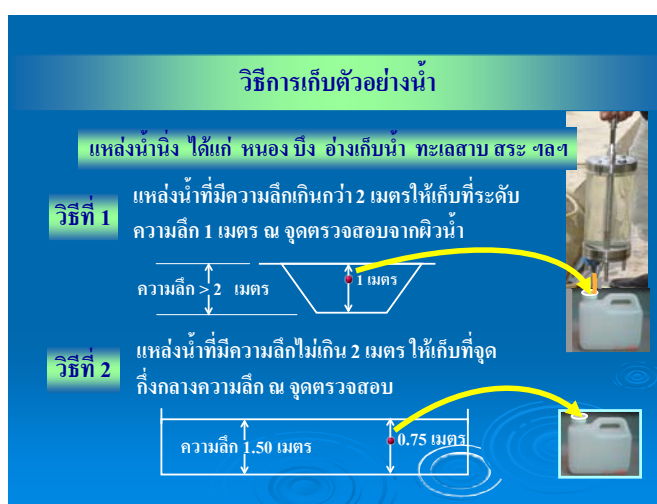 วิธีการเก็บตัวอย่างน้ำ
แหล่งน้ำนิ่ง ได้แก่ หนอง บึง อ่างเก็บน้ำ ทะเลสาบ สระ ฯลฯ
วิธีที่ 1
แหล่งน้ำที่มีความลึกเกินกว่า 2 เมตรให้เก็บที่ระดับ
ความลึก 1 เมตร ณ จุดตรวจสอบจากผิวน้ำ
ความลึก > 2 เมตร
1 เมตร
วิธีที่ 2
แหล่งน้ำที่มีความลึกไม่เกิน 2 เมตร ให้เก็บที่จุด
กึ่งกลางความลึก ณ จุดตรวจสอบ
ความลึก 1.50 เมตร
0.75 เมตร